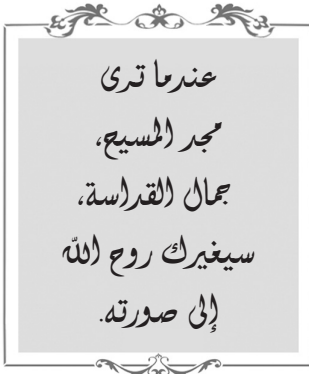 عندما ترى
مجد المسيح،
جمال القداسة،
سيغيرك روح الله
إلى صورته.